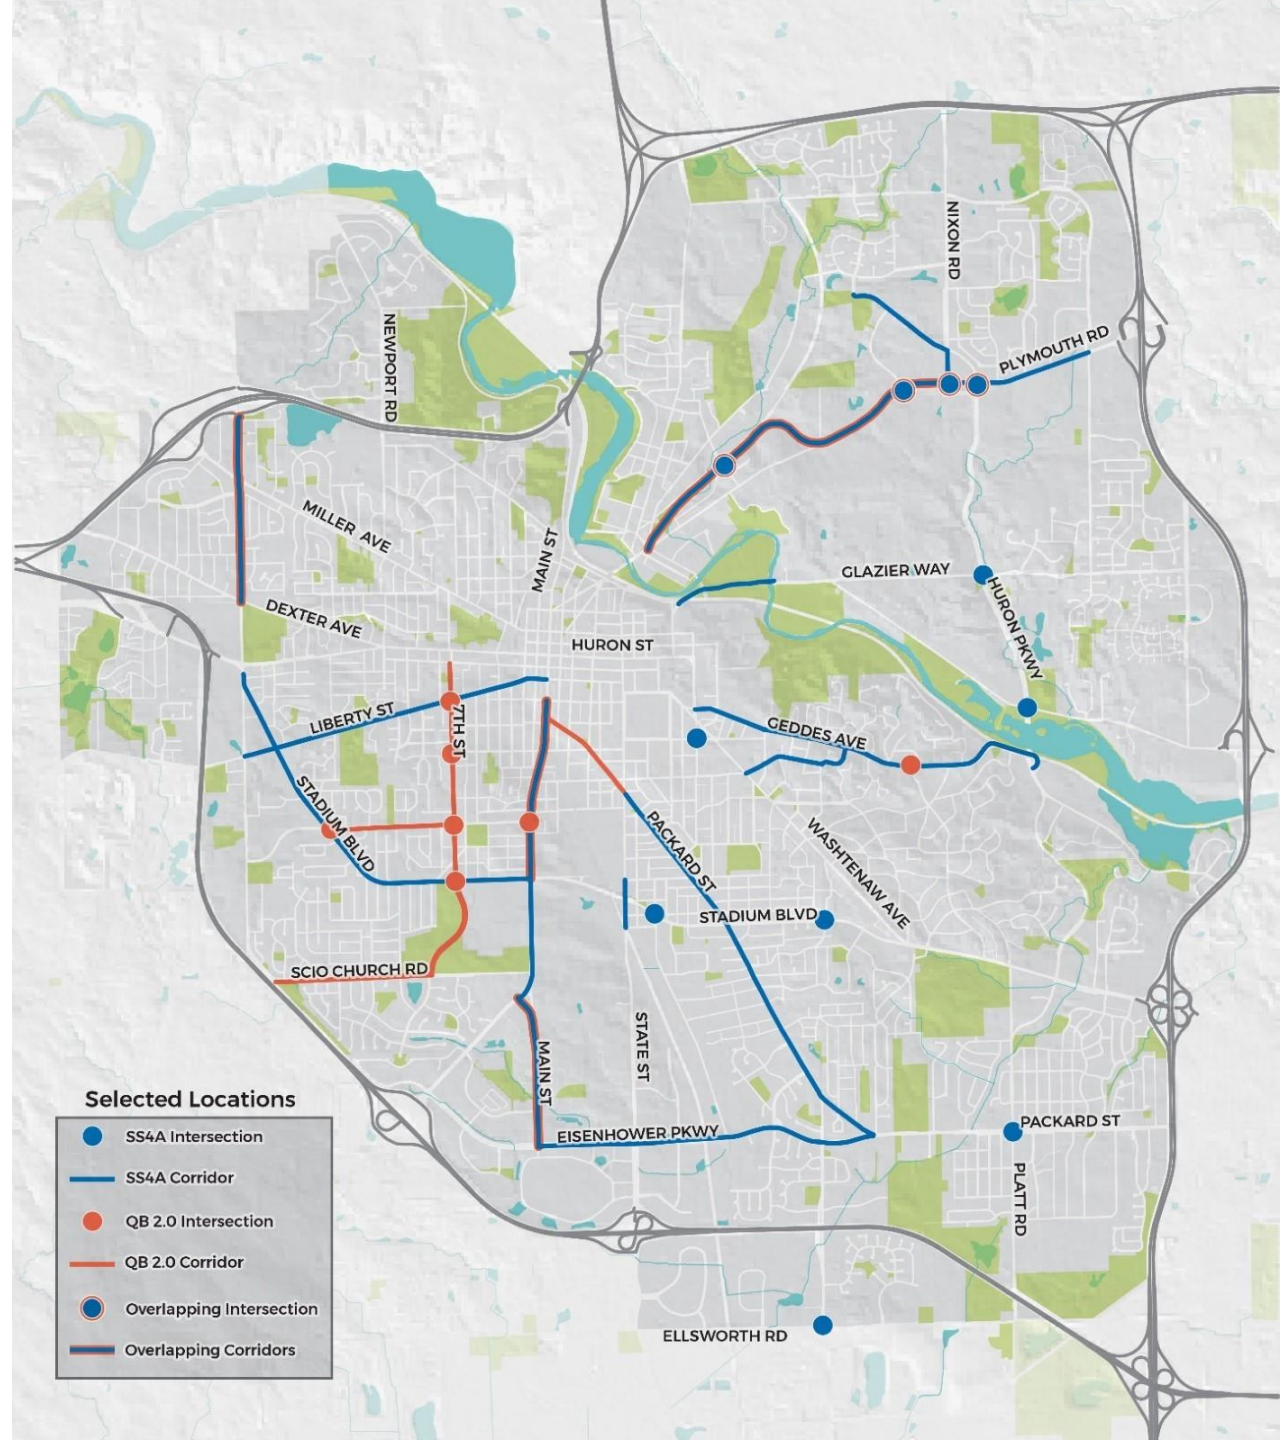 NIXON RD
PLYMOUTH RD
NEWPORT RD
MILLER AVE
MAIN ST
GLAZIER WAY
HURON PKWY
DEXTER AVE
HURON ST
LIBERTY ST
7TH ST
GEDDES AVE
STADIUM BLVD
PACKARD ST
WASHTENAW AVE
STADIUM BLVD
SCIO CHURCH RD
STATE ST
MAIN ST
EISENHOWER PKWY
PACKARD ST
PLATT RD
ELLSWORTH RD
Selected Locations
SS4A Intersection
SS4A Corridor
QB 2.0 Intersection
QB 2.0 Corridor
Overlapping Intersection
Overlapping Corridors